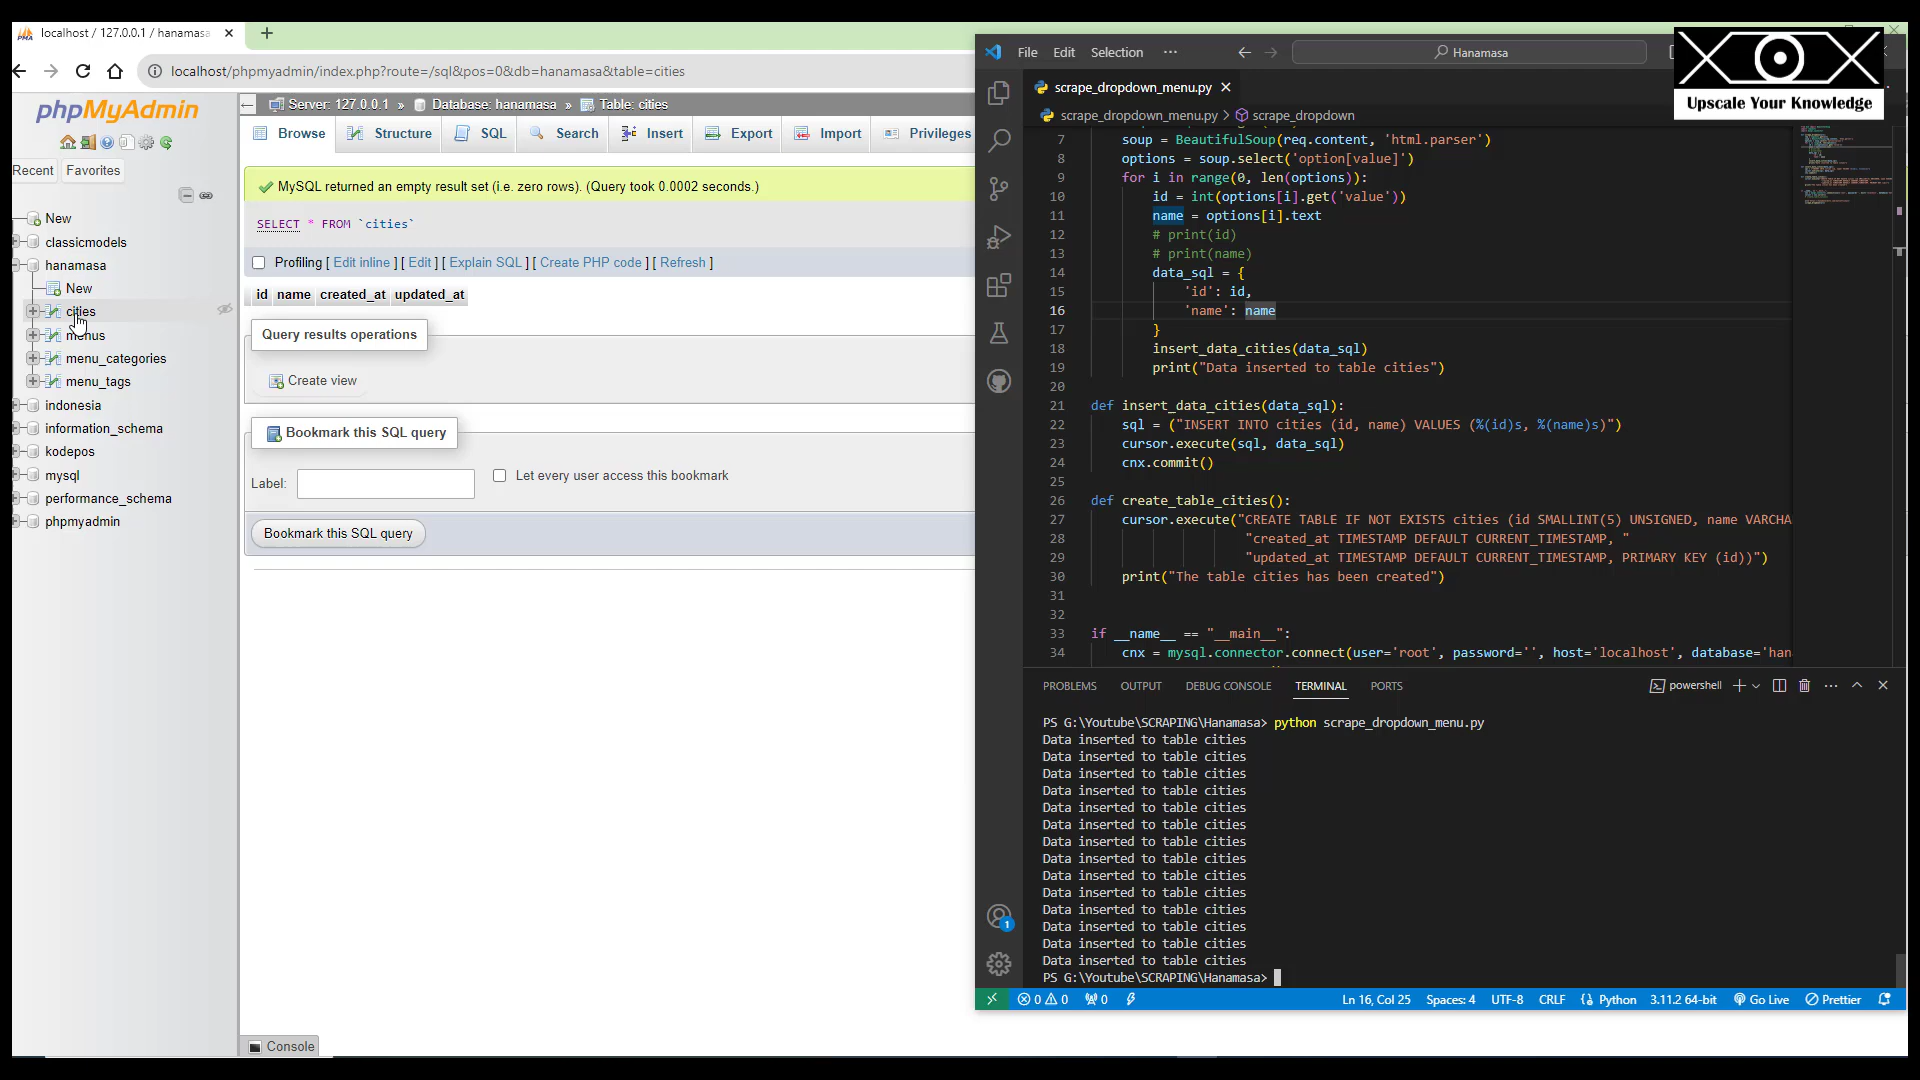 localhost / 127.0.0.1 / hanamasa
localhost/phpmyadmin/index.php?route=/sql&pos=0&db=hanamasa&table=cities
phpMyAdmin
Recent
Favorites
New
classicmodels
hanamasa
New
cities
menus
menu_categories
menu_tags
indonesia
information_schema
kodepos
mysql
performance_schema
phpmyadmin
Server: 127.0.0.1 » Database: hanamasa » Table: cities
Browse Structure SQL Search Insert Export Import Privileges
MySQL returned an empty result set (i.e. zero rows). (Query took 0.0002 seconds.)
SELECT * FROM `cities`
Profiling [ Edit inline ] [ Edit ] [ Explain SQL ] [ Create PHP code ] [ Refresh ]
id name created_at updated_at
Query results operations
Create view
Bookmark this SQL query
Label:
Let every user access this bookmark
Bookmark this SQL query
Console
File Edit Selection ···
Hanamasa
Upscale Your Knowledge
scrape_dropdown_menu.py
scrape_dropdown_menu.py > scrape_dropdown
7 soup = BeautifulSoup(req.content, 'html.parser')
8 options = soup.select('option[value]')
9 for i in range(0, len(options)):
10 id = int(options[i].get('value'))
11 name = options[i].text
12 # print(id)
13 # print(name)
14 data_sql = {
15 'id': id,
16 'name': name
17 }
18 insert_data_cities(data_sql)
19 print("Data inserted to table cities")
20
21 def insert_data_cities(data_sql):
22 sql = ("INSERT INTO cities (id, name) VALUES (%(id)s, %(name)s)")
23 cursor.execute(sql, data_sql)
24 cnx.commit()
25
26 def create_table_cities():
27 cursor.execute("CREATE TABLE IF NOT EXISTS cities (id SMALLINT(5) UNSIGNED, name VARCHA
28 "created_at TIMESTAMP DEFAULT CURRENT_TIMESTAMP, "
29 "updated_at TIMESTAMP DEFAULT CURRENT_TIMESTAMP, PRIMARY KEY (id))")
30 print("The table cities has been created")
31
32
33 if __name__ == "__main__":
34 cnx = mysql.connector.connect(user='root', password='', host='localhost', database='han
PROBLEMS OUTPUT DEBUG CONSOLE TERMINAL PORTS
powershell
PS G:\Youtube\SCRAPING\Hanamasa> python scrape_dropdown_menu.py
Data inserted to table cities
Data inserted to table cities
Data inserted to table cities
Data inserted to table cities
Data inserted to table cities
Data inserted to table cities
Data inserted to table cities
Data inserted to table cities
Data inserted to table cities
Data inserted to table cities
Data inserted to table cities
Data inserted to table cities
Data inserted to table cities
Data inserted to table cities
PS G:\Youtube\SCRAPING\Hanamasa>
1
0 0 0 Ln 16, Col 25 Spaces: 4 UTF-8 CRLF Python 3.11.2 64-bit Go Live Prettier